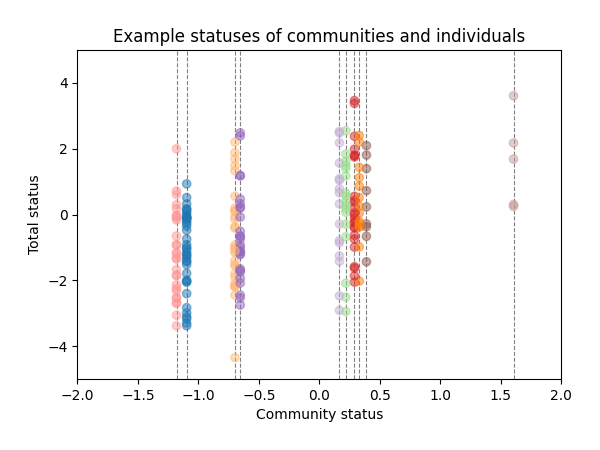 Example statuses of communities and individuals
Total status
4
2
0
−2
−4
−2.0 −1.5 −1.0 −0.5 0.0 0.5 1.0 1.5 2.0
Community status